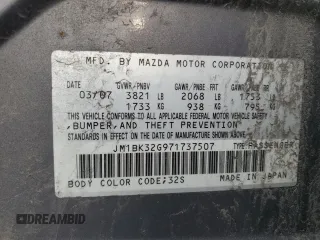 MFD. BY MAZDA MOTOR CORPORATION
GVWR/PNBV GAWR/PNBE FRT GAWR/PNBE
03/07 3821 LB 2068 LB 1753 LB
1733 KG 938 KG 795 KG
THIS VEHICLE CONFORMS TO ALL APPLICABLE FEDERAL MOTOR VEHICLE SAFETY,
BUMPER, AND THEFT PREVENTION
STANDARDS IN EFFECT ON THE DATE OF MANUFACTURE SHOWN ABOVE.
JM1BK32G971737507 TYPE: PASSENGER
BODY COLOR CODE: 32S MADE IN JAPAN
DREAMBID